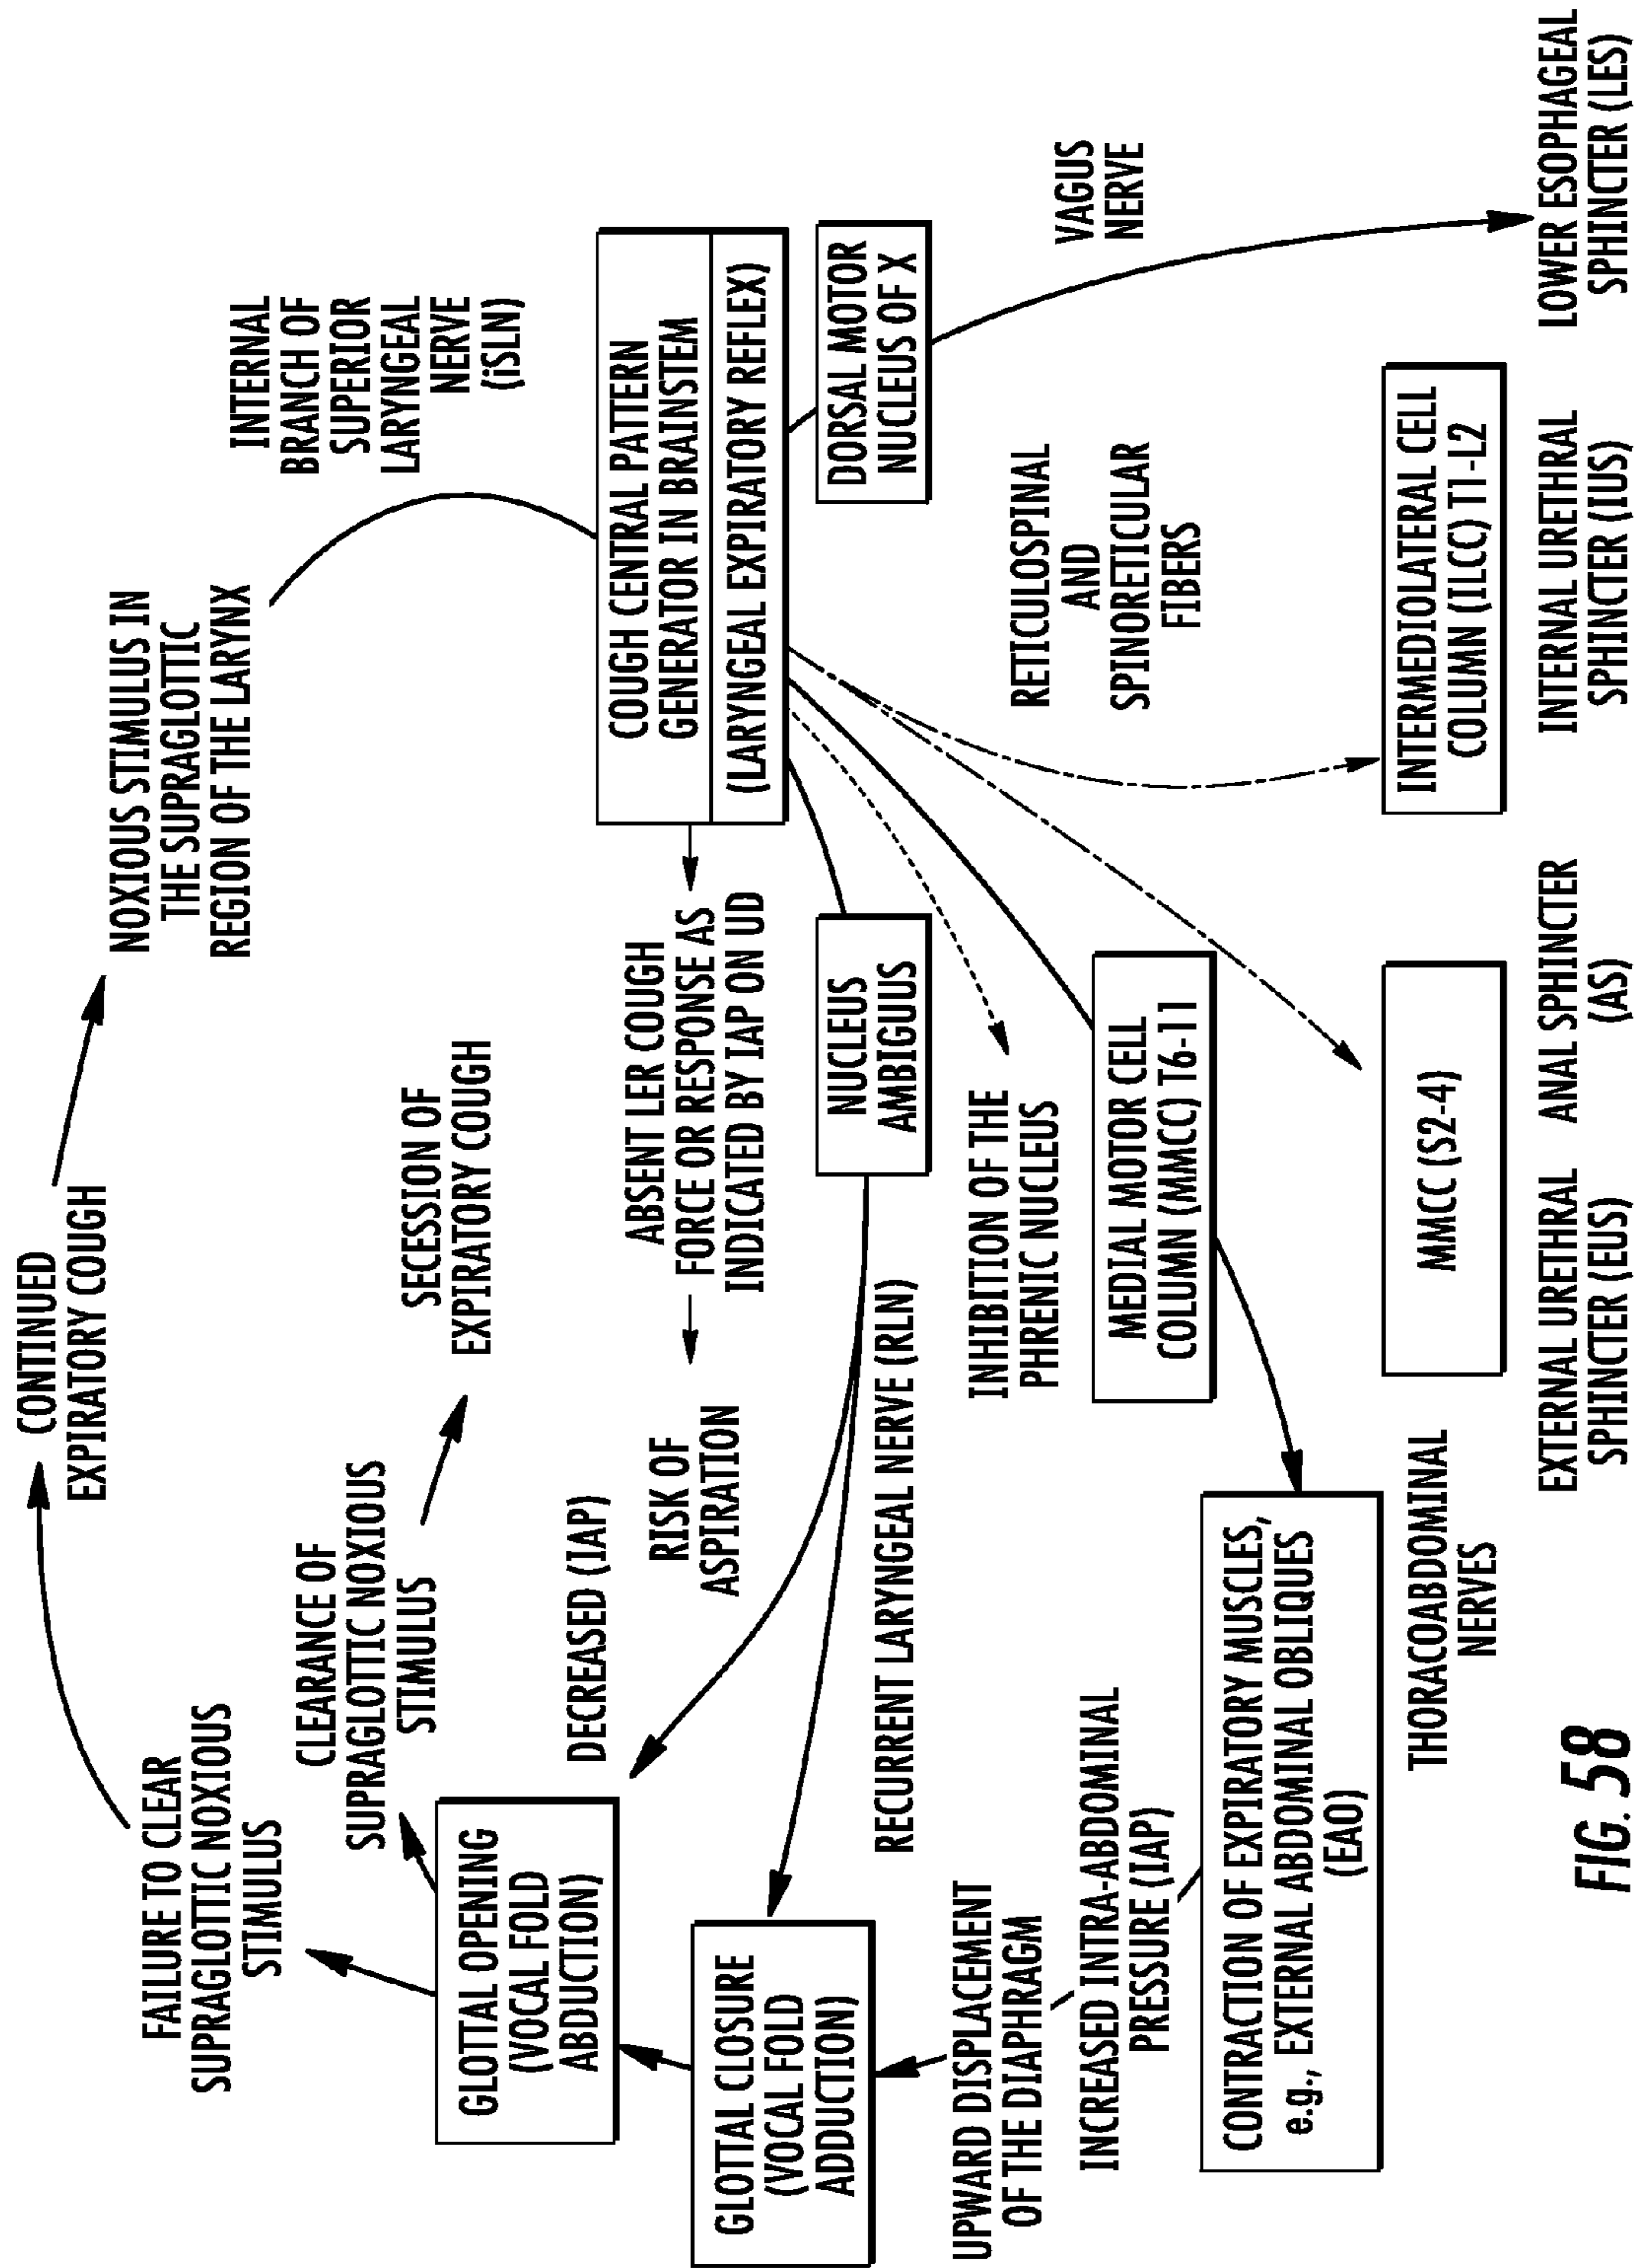 CONTINUED
EXPIRATORY COUGH
NOXIOUS STIMULUS IN
THE SUPRAGLOTTIC
REGION OF THE LARYNX
FAILURE TO CLEAR
SUPRAGLOTTIC NOXIOUS
STIMULUS
INTERNAL
BRANCH OF
SUPERIOR
LARYNGEAL
NERVE
(iSLN)
CLEARANCE OF
SUPRAGLOTTIC NOXIOUS
STIMULUS
SECESSION OF
EXPIRATORY COUGH
GLOTTAL OPENING
(VOCAL FOLD
ABDUCTION)
DECREASED (IAP)
RISK OF
ASPIRATION
ABSENT LER COUGH
FORCE OR RESPONSE AS
INDICATED BY IAP ON UD
COUGH CENTRAL PATTERN
GENERATOR IN BRAINSTEM
(LARYNGEAL EXPIRATORY REFLEX)
GLOTTAL CLOSURE
(VOCAL FOLD
ADDUCTION)
RECURRENT LARYNGEAL NERVE (RLN)
NUCLEUS
AMBIGUUS
DORSAL MOTOR
NUCLEUS OF X
UPWARD DISPLACEMENT
OF THE DIAPHRAGM
INHIBITION OF THE
PHRENIC NUCLEUS
RETICULOSPINAL
AND
SPINORETICULAR
FIBERS
VAGUS
NERVE
INCREASED INTRA-ABDOMINAL
PRESSURE (IAP)
MEDIAL MOTOR CELL
COLUMN (MMCC) T6-11
CONTRACTION OF EXPIRATORY MUSCLES,
e.g., EXTERNAL ABDOMINAL OBLIQUES
(EAO)
THORACOABDOMINAL
NERVES
MMCC (S2-4)
INTERMEDIOLATERAL CELL
COLUMN (ILCC) T1-L2
EXTERNAL URETHRAL
SPHINCTER (EUS)
ANAL SPHINCTER
(AS)
INTERNAL URETHRAL
SPHINCTER (IUS)
LOWER ESOPHAGEAL
SPHINCTER (LES)
FIG. 58